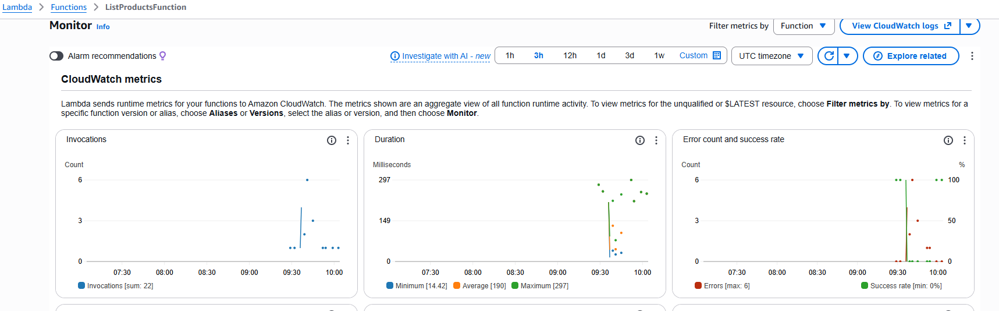 Lambda > Functions > ListProductsFunction
Monitor Info
Filter metrics by Function View CloudWatch logs
Alarm recommendations
Investigate with AI - new 1h 3h 12h 1d 3d 1w Custom UTC timezone Explore related
CloudWatch metrics
Lambda sends runtime metrics for your functions to Amazon CloudWatch. The metrics shown are an aggregate view of all function runtime activity. To view metrics for the unqualified or $LATEST resource, choose Filter metrics by. To view metrics for a
specific function version or alias, choose Aliases or Versions, select the alias or version, and then choose Monitor.
Invocations
Count
6
3
0
07:30 08:00 08:30 09:00 09:30 10:00
Invocations [sum: 22]
Duration
Milliseconds
297
149
0
07:30 08:00 08:30 09:00 09:30 10:00
Minimum [14.42] Average [190] Maximum [297]
Error count and success rate
Count %
6 100
3 50
0 0
07:30 08:00 08:30 09:00 09:30 10:00
Errors [max: 6] Success rate [min: 0%]